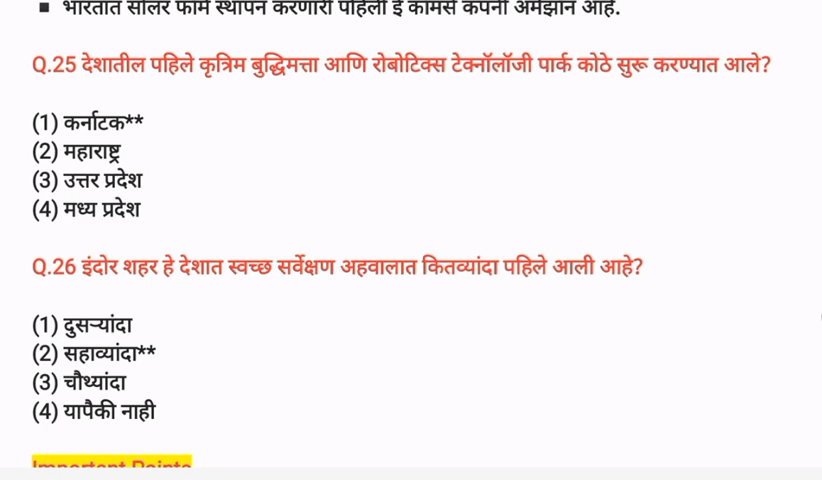 ▪ भारतात सोलर फार्म स्थापन करणारी पहिली ई कॉमर्स कंपनी अमेझॉन आहे.
Q.25 देशातील पहिले कृत्रिम बुद्धिमत्ता आणि रोबोटिक्स टेक्नॉलॉजी पार्क कोठे सुरू करण्यात आले?
(1) कर्नाटक**
(2) महाराष्ट्र
(3) उत्तर प्रदेश
(4) मध्य प्रदेश
Q.26 इंदोर शहर हे देशात स्वच्छ सर्वेक्षण अहवालात कितव्यांदा पहिले आली आहे?
(1) दुसऱ्यांदा
(2) सहाव्यांदा**
(3) चौथ्यांदा
(4) यापैकी नाही
Important Points